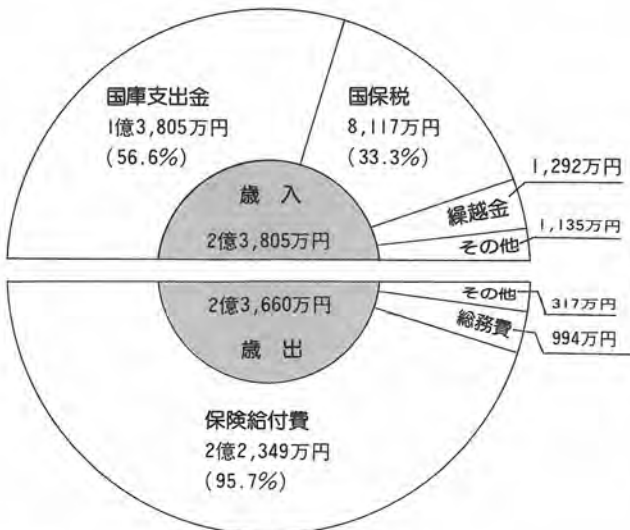 国庫支出金
1億3,805万円
(56.6%)
国保税
8,117万円
(33.3%)
1,292万円
繰越金
1,135万円
その他
歳入
2億3,805万円
2億3,660万円
歳出
その他
317万円
総務費
994万円
保険給付費
2億2,349万円
(95.7%)